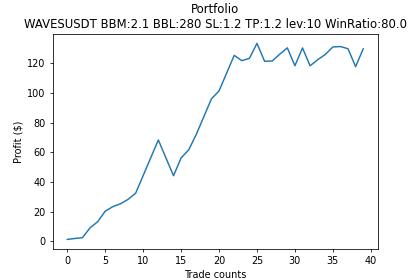 Portfolio
WAVESUSDT BBM:2.1 BBL:280 SL:1.2 TP:1.2 lev:10 WinRatio:80.0
Profit ($)
120
100
80
60
40
20
0
0 5 10 15 20 25 30 35 40
Trade counts